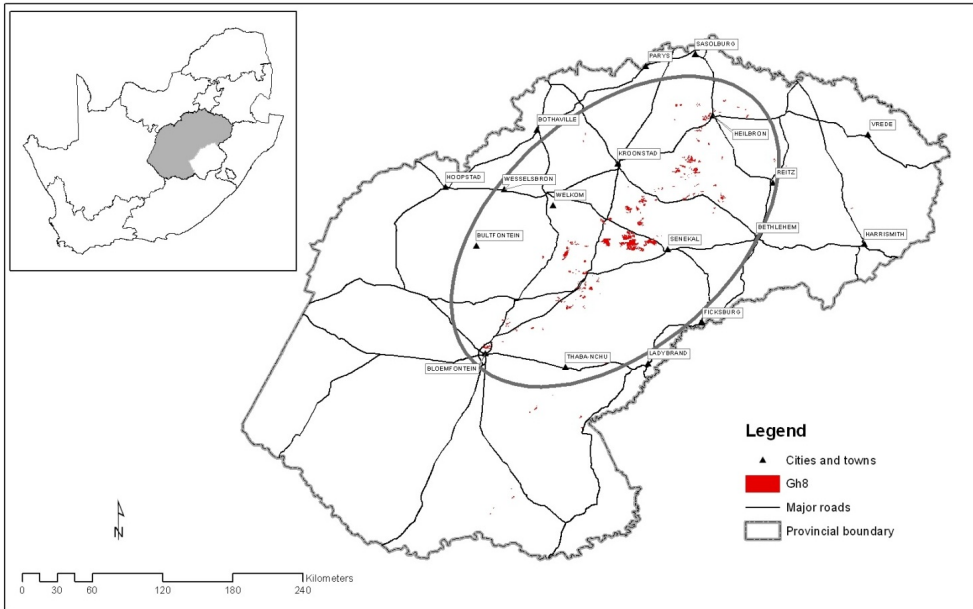 SASOLBURG
PARYS
BOTHAVILLE
HEILBRON
VREDE
KROONSTAD
HOOPSTAD
WESSELSBRON
REITZ
WELKOM
BETHLEHEM
BULTFONTEIN
SENEKAL
HARRISMITH
FICKSBURG
THABA-NCHU
LADYBRAND
BLOEMFONTEIN
Legend
Cities and towns
Gh8
Major roads
Provincial boundary
N
Kilometers
0 30 60 120 180 240